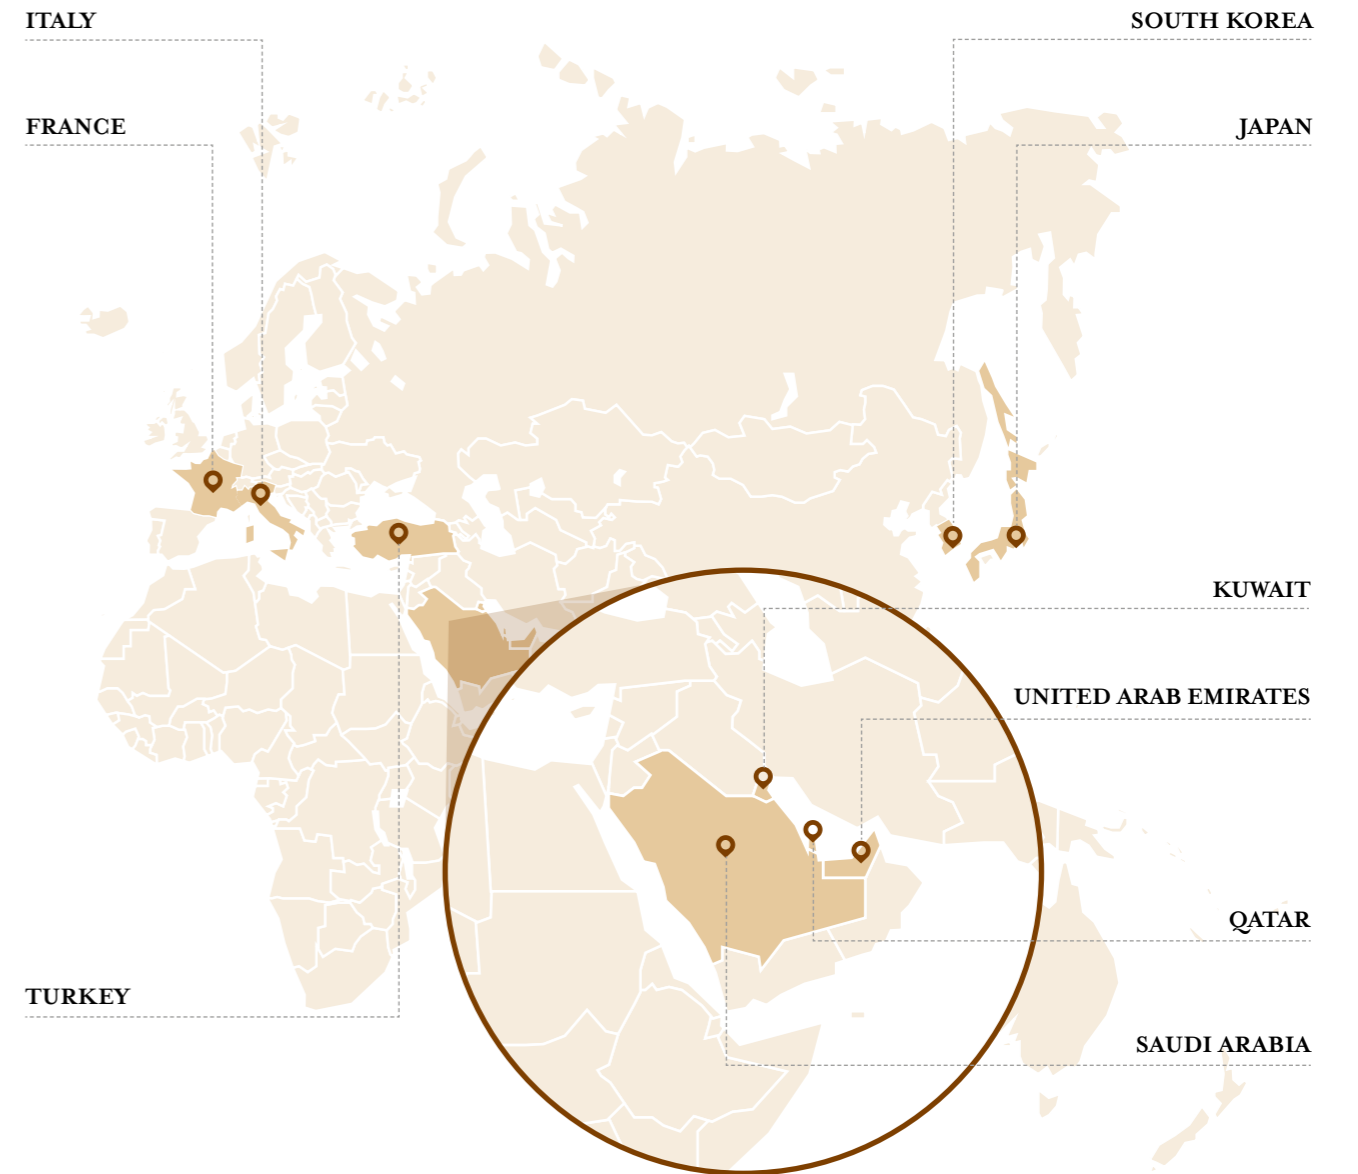 ITALY
SOUTH KOREA
FRANCE
JAPAN
KUWAIT
UNITED ARAB EMIRATES
QATAR
TURKEY
SAUDI ARABIA